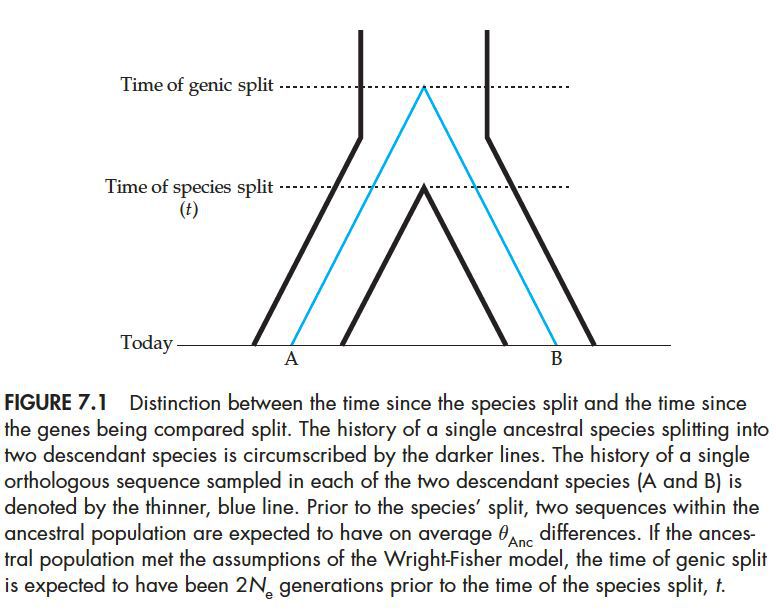 Time of genic split
Time of species split
(t)
Today
A
B
FIGURE 7.1 Distinction between the time since the species split and the time since
the genes being compared split. The history of a single ancestral species splitting into
two descendant species is circumscribed by the darker lines. The history of a single
orthologous sequence sampled in each of the two descendant species (A and B) is
denoted by the thinner, blue line. Prior to the species’ split, two sequences within the
ancestral population are expected to have on average θAnc differences. If the ances-
tral population met the assumptions of the Wright-Fisher model, the time of genic split
is expected to have been 2Ne generations prior to the time of the species split, t.